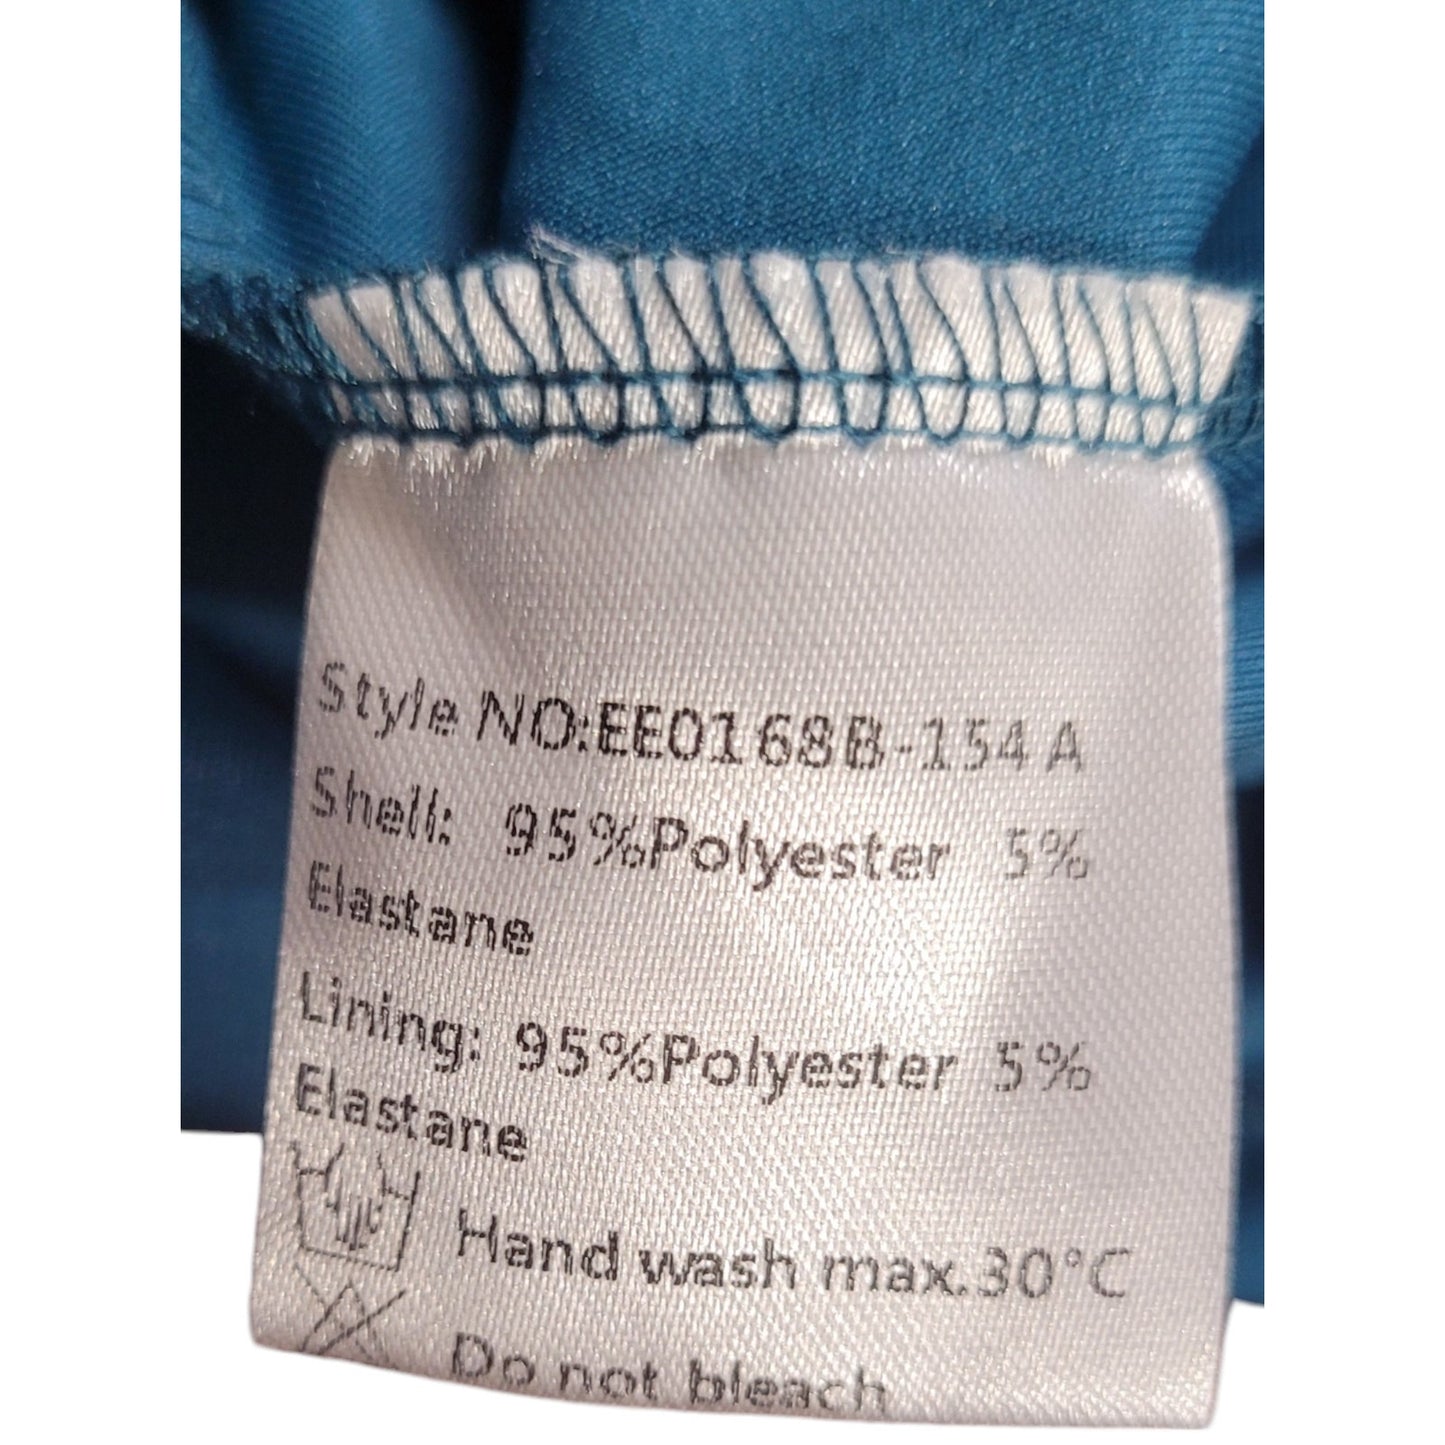 Style NO:EE0168B-154A
Shell: 95%Polyester 5%
Elastane
Lining: 95%Polyester 5%
Elastane
Hand wash max.30°C
Do not bleach